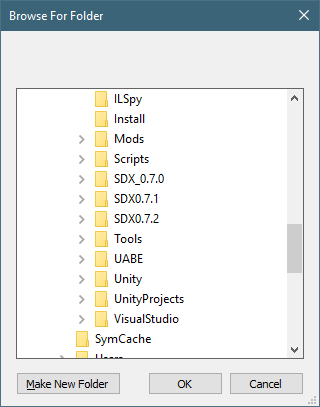 Browse For Folder
ILSpy
Install
Mods
Scripts
SDX_0.7.0
SDX0.7.1
SDX0.7.2
Tools
UABE
Unity
UnityProjects
VisualStudio
SymCache
Users
Make New Folder
OK
Cancel